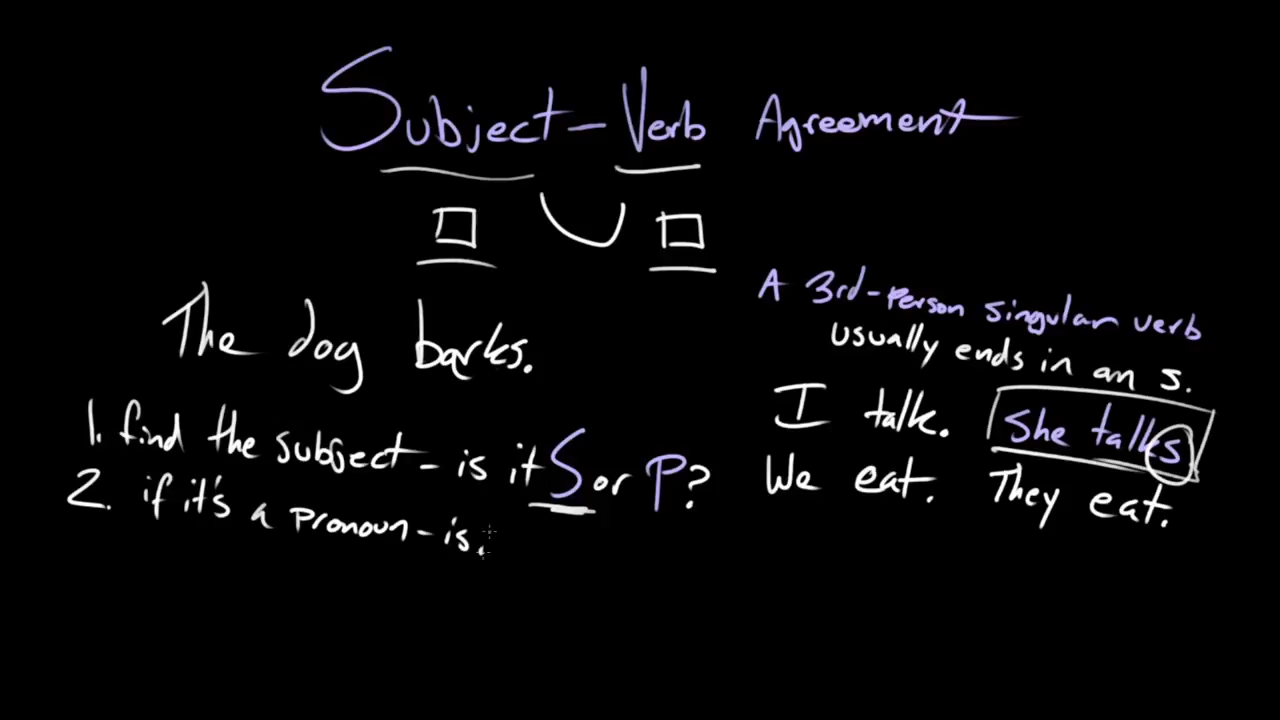 Subject - Verb Agreement
The dog barks.
1. find the subject - is it S or P?
2. if it's a pronoun - is
A 3rd-person singular verb
usually ends in an s.
I talk. She talks
We eat. They eat.